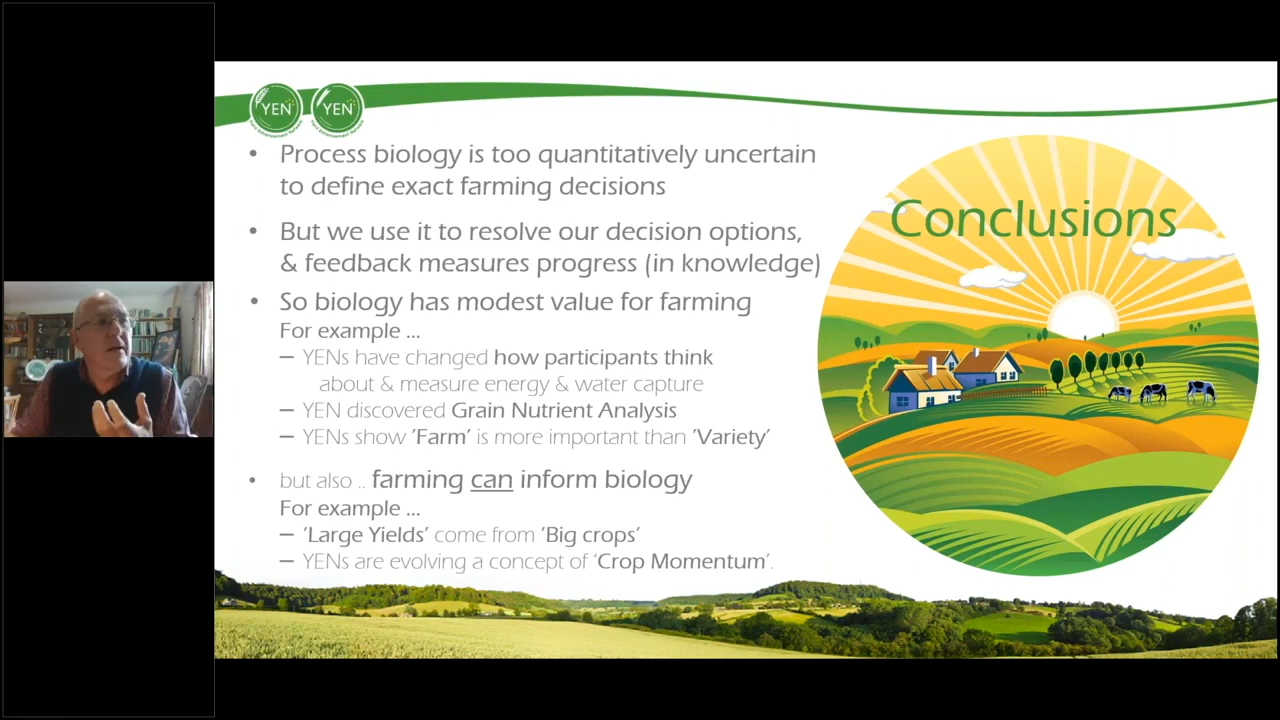 YEN YEN
• Process biology is too quantitatively uncertain
to define exact farming decisions
• But we use it to resolve our decision options,
& feedback measures progress (in knowledge)
• So biology has modest value for farming
For example ...
– YENs have changed how participants think
about & measure energy & water capture
– YEN discovered Grain Nutrient Analysis
– YENs show 'Farm' is more important than 'Variety'
• but also .. farming can inform biology
For example ...
– 'Large Yields' come from 'Big crops'
– YENs are evolving a concept of 'Crop Momentum'.
Conclusions